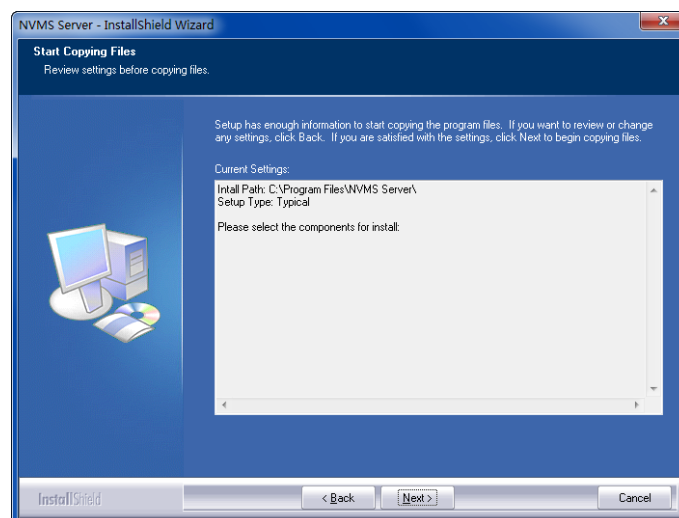 NVMS Server - InstallShield Wizard
Start Copying Files
Review settings before copying files.
Setup has enough information to start copying the program files. If you want to review or change
any settings, click Back. If you are satisfied with the settings, click Next to begin copying files.
Current Settings:
Intall Path: C:\Program Files\NVMS Server\
Setup Type: Typical
Please select the components for install:
InstallShield
< Back
Next >
Cancel